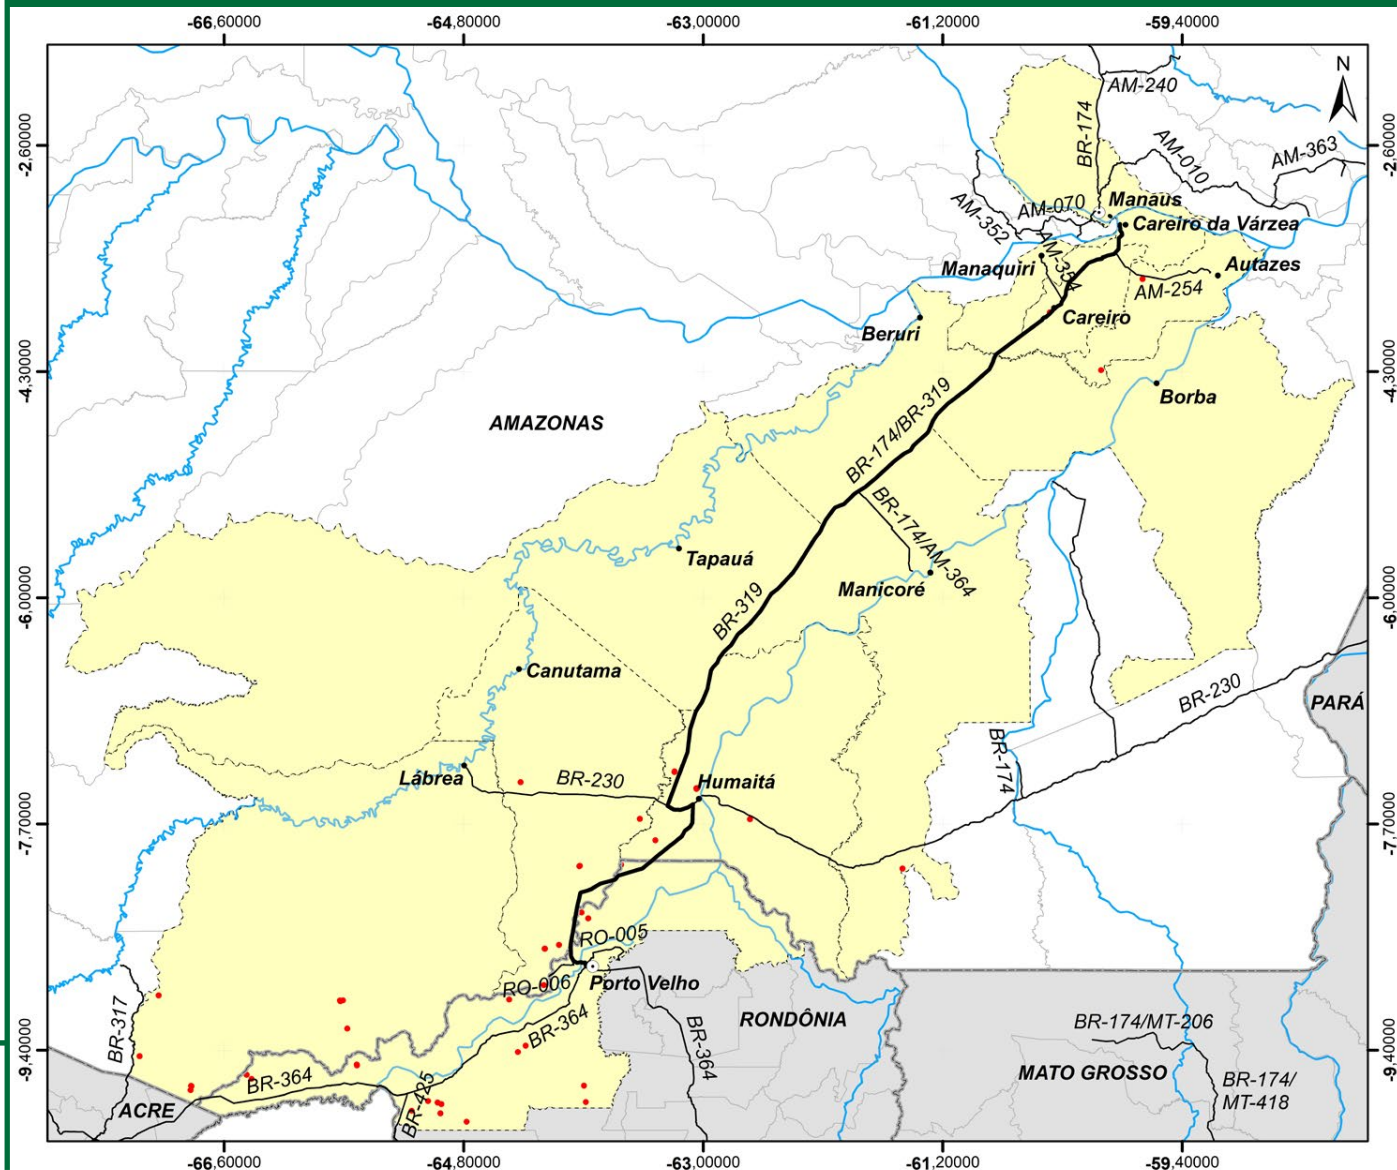 -66,60000
-64,80000
-63,00000
-61,20000
-59,40000
N
AM-240
BR-174
-2,60000
-2,60000
AM-010
AM-363
Manaus
AM-070
AM-352
Careiro da Várzea
AM-354
Manaquiri
Autazes
AM-254
Careiro
Beruri
-4,30000
-4,30000
Borba
AMAZONAS
BR-174/BR-319
BR-174/AM-364
Tapauá
Manicoré
-6,00000
-6,00000
BR-319
Canutama
BR-230
PARÁ
BR-174
Lábrea
BR-230
Humaitá
-7,70000
-7,70000
RO-005
RO-006
Porto Velho
BR-317
BR-364
BR-364
RONDÔNIA
BR-174/MT-206
-9,40000
-9,40000
BR-364
MATO GROSSO
BR-174/
MT-418
ACRE
BR-425
-66,60000
-64,80000
-63,00000
-61,20000
-59,40000